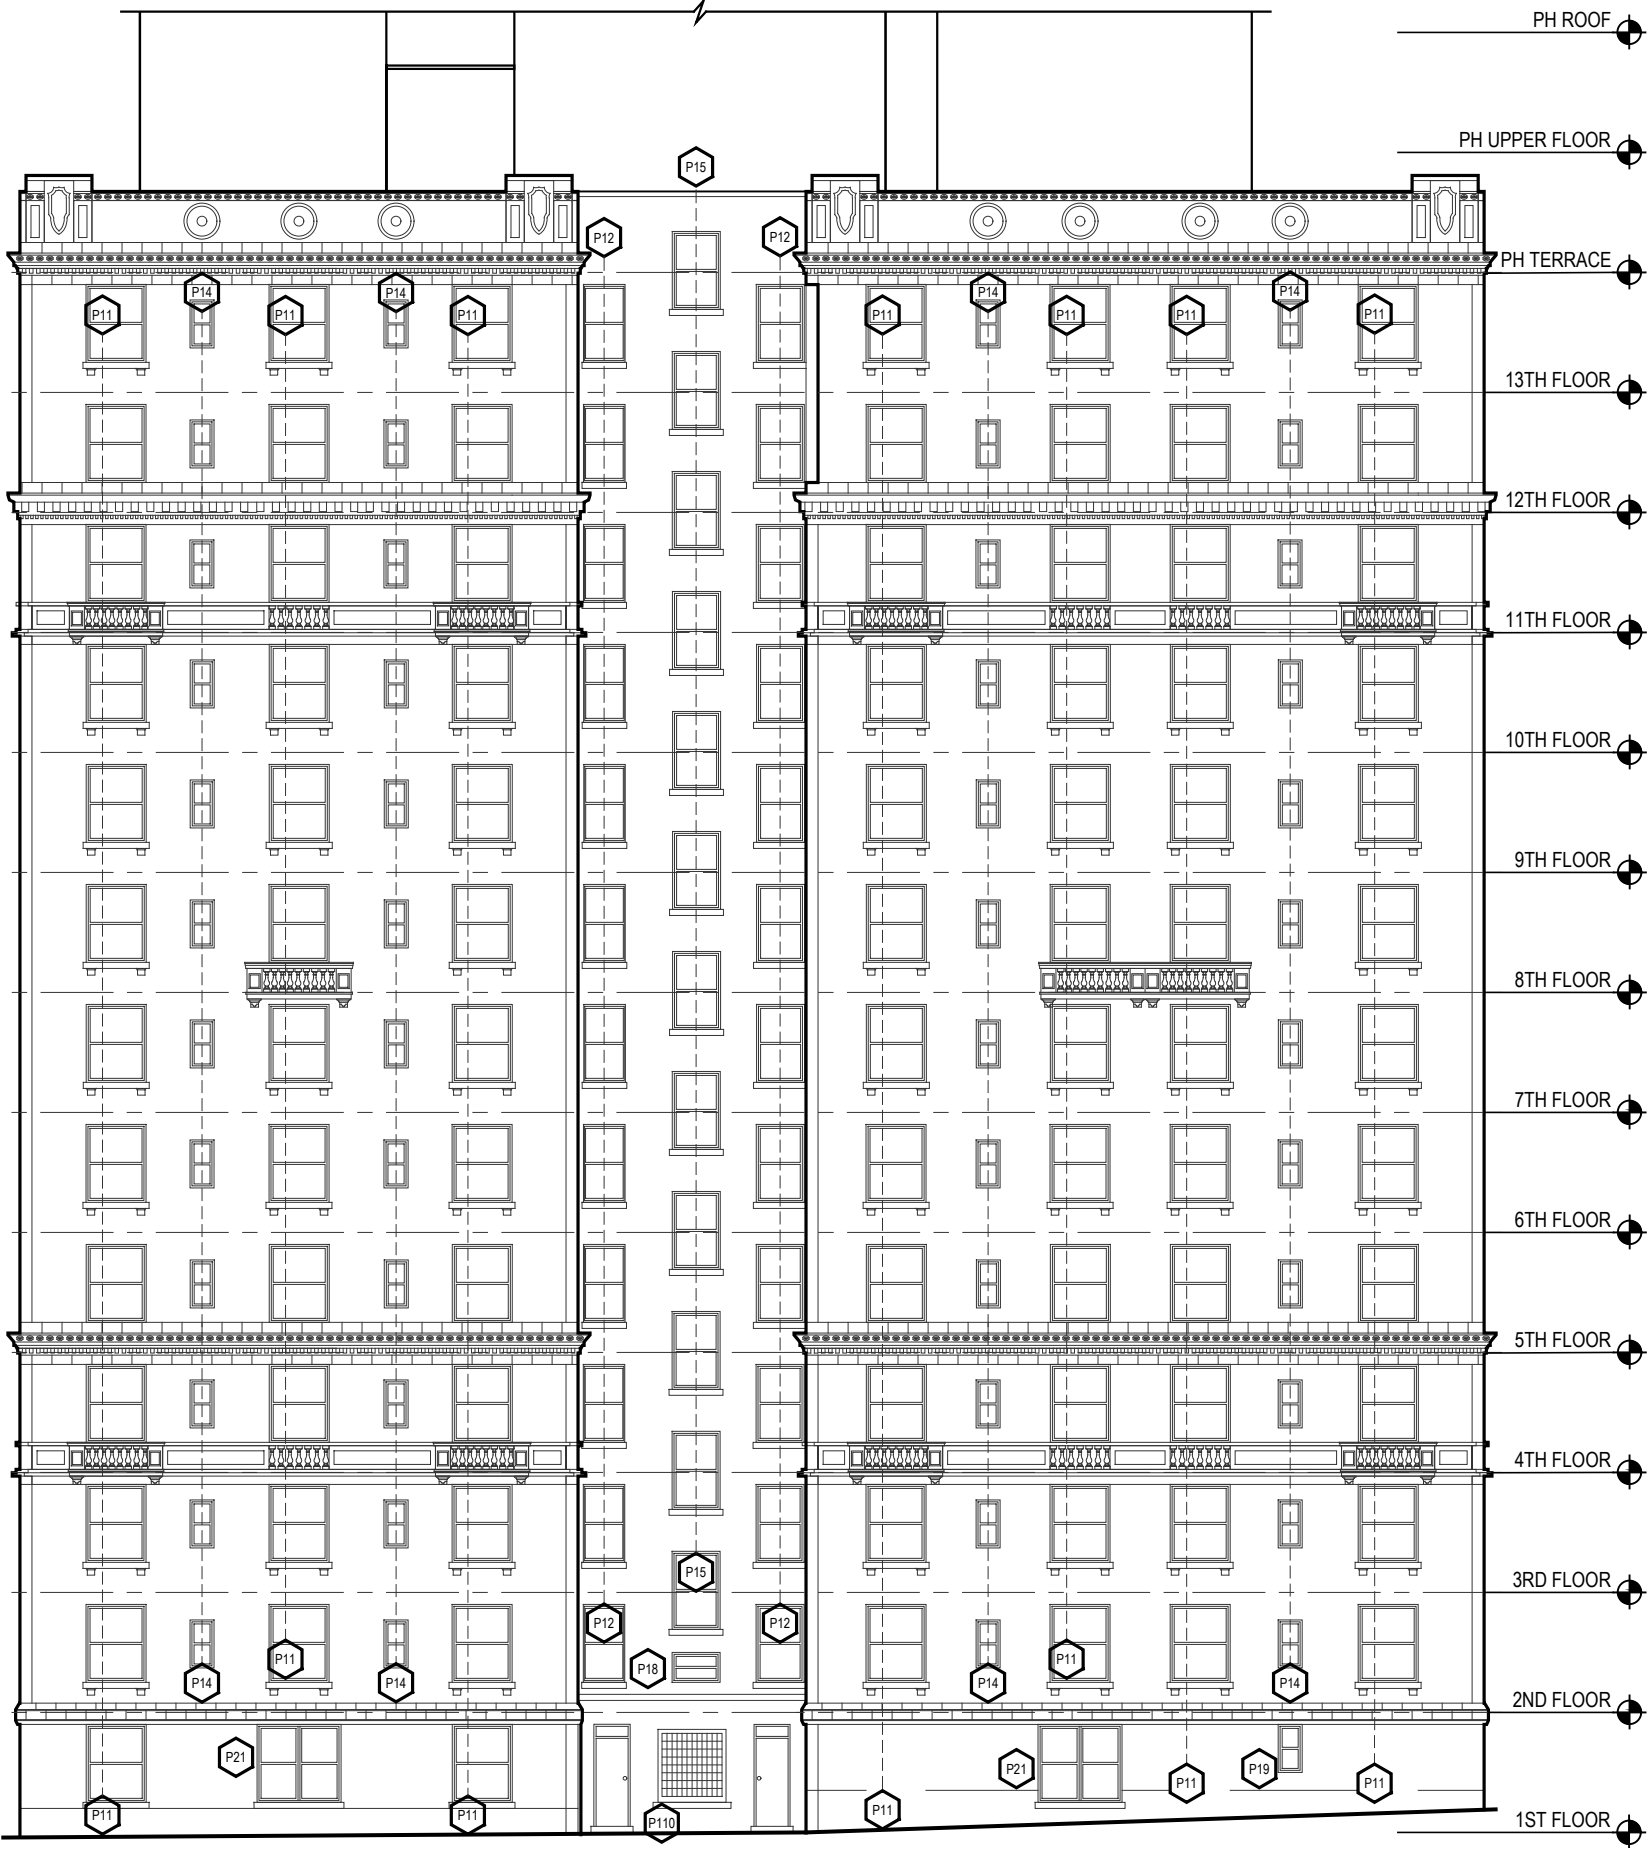 PH ROOF
PH UPPER FLOOR
P15
P12 P12
PH TERRACE
P14 P14 P14 P14
P11 P11 P11 P11 P11 P11 P11
13TH FLOOR
12TH FLOOR
11TH FLOOR
10TH FLOOR
9TH FLOOR
8TH FLOOR
7TH FLOOR
6TH FLOOR
5TH FLOOR
4TH FLOOR
P15
3RD FLOOR
P12 P12
P11 P18 P11
P14 P14 P14 P14
2ND FLOOR
P21 P21 P19
P11 P11
P11 P11 P110 P11
1ST FLOOR